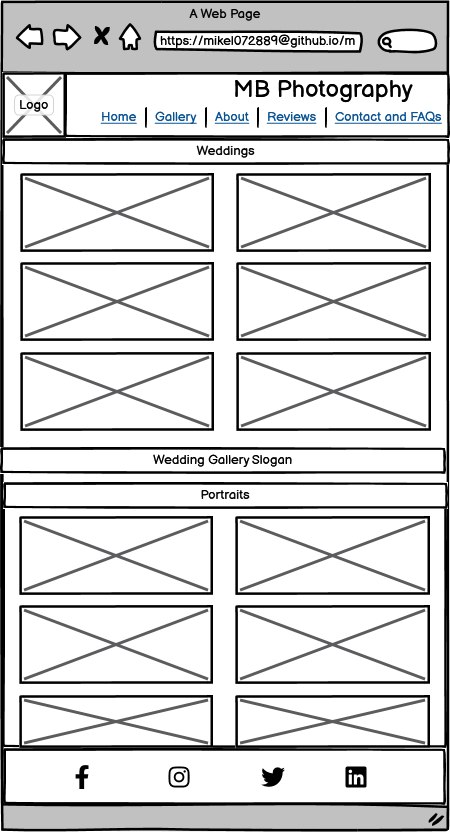 A Web Page
https://mikel072889@github.io/m
MB Photography
Logo
Home Gallery About Reviews Contact and FAQs
Weddings
Wedding Gallery Slogan
Portraits